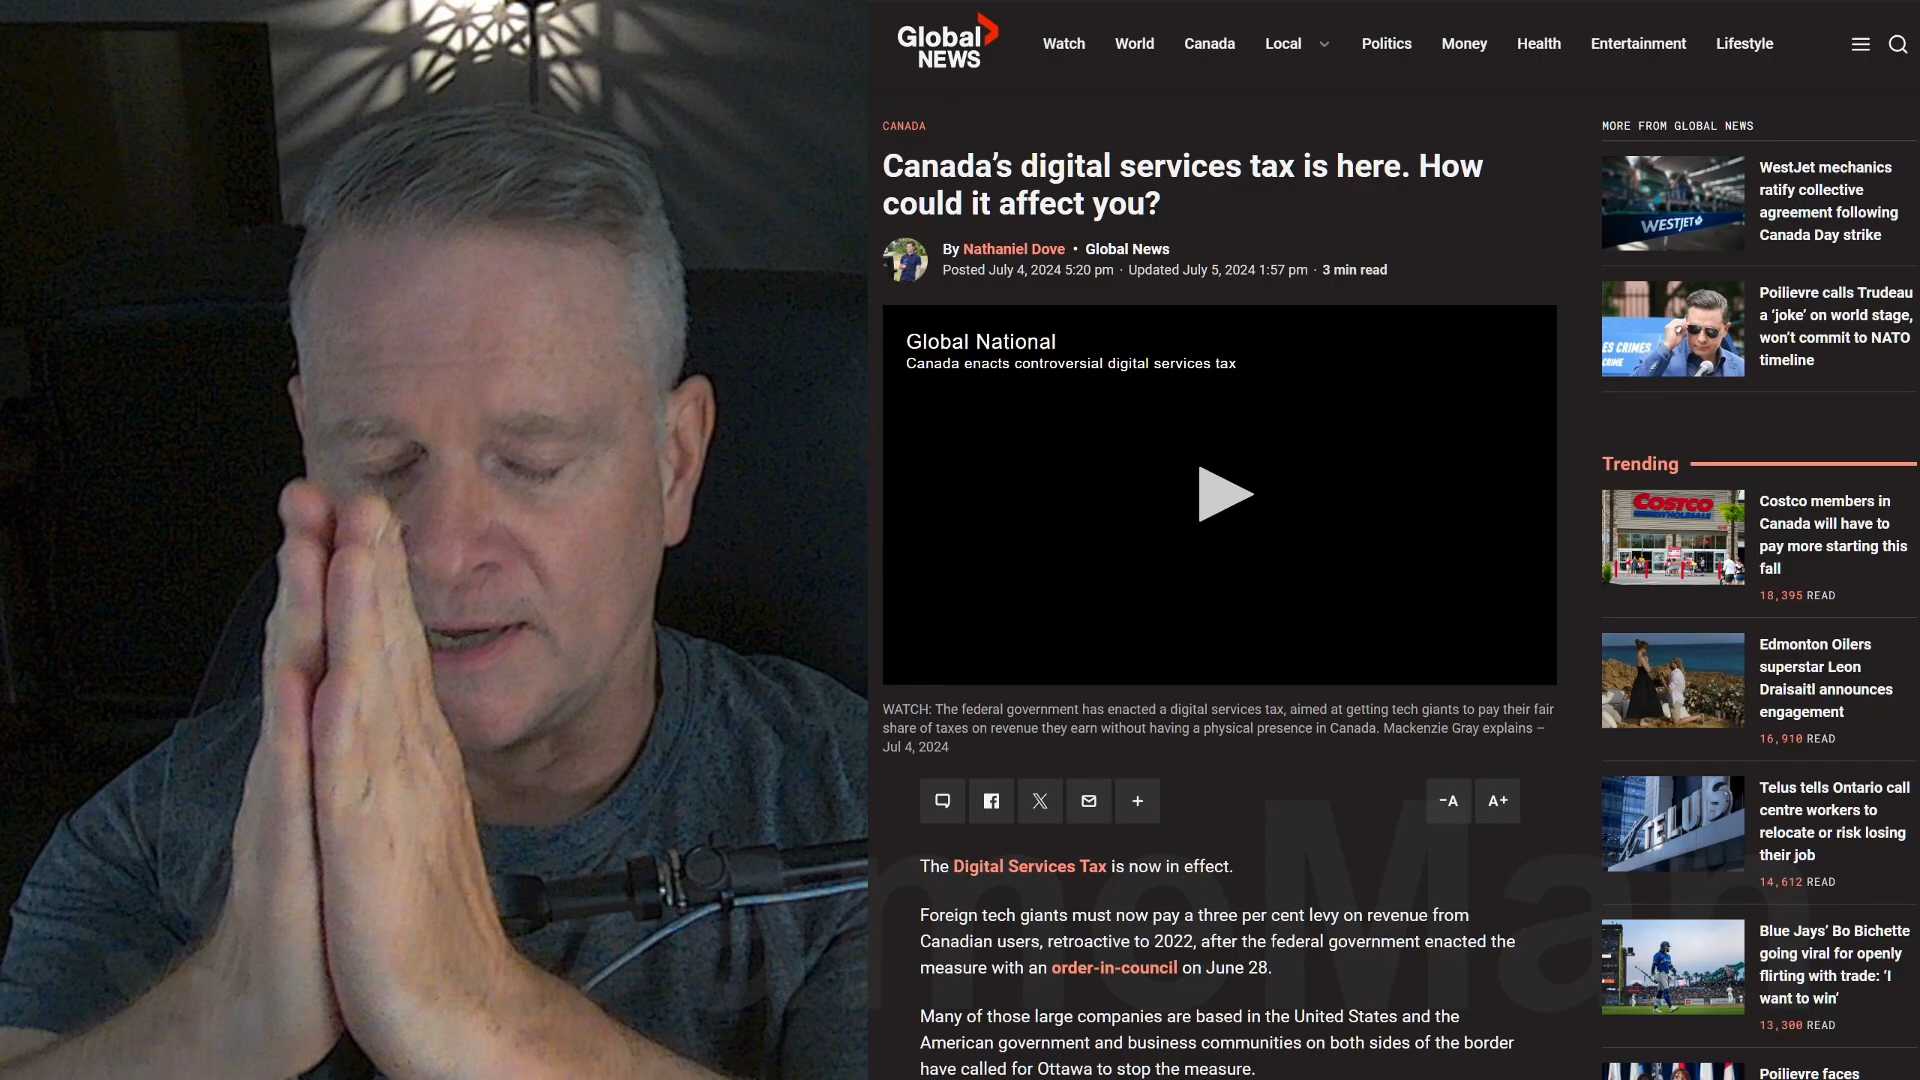 Global
NEWS
Watch
World
Canada
Local
Politics
Money
Health
Entertainment
Lifestyle
CANADA
Canada’s digital services tax is here. How
could it affect you?
By Nathaniel Dove • Global News
Posted July 4, 2024 5:20 pm · Updated July 5, 2024 1:57 pm · 3 min read
Global National
Canada enacts controversial digital services tax
WATCH: The federal government has enacted a digital services tax, aimed at getting tech giants to pay their fair
share of taxes on revenue they earn without having a physical presence in Canada. Mackenzie Gray explains –
Jul 4, 2024
-A
A+
The Digital Services Tax is now in effect.
Foreign tech giants must now pay a three per cent levy on revenue from
Canadian users, retroactive to 2022, after the federal government enacted the
measure with an order-in-council on June 28.
Many of those large companies are based in the United States and the
American government and business communities on both sides of the border
have called for Ottawa to stop the measure.
MORE FROM GLOBAL NEWS
WESTJET
WestJet mechanics
ratify collective
agreement following
Canada Day strike
ES CRIMES
CRIME
Poilievre calls Trudeau
a ‘joke’ on world stage,
won’t commit to NATO
timeline
Trending
COSTCO
WHOLESALE
Costco members in
Canada will have to
pay more starting this
fall
18,395 READ
Edmonton Oilers
superstar Leon
Draisaitl announces
engagement
16,910 READ
TELUS
Telus tells Ontario call
centre workers to
relocate or risk losing
their job
14,612 READ
Blue Jays’ Bo Bichette
going viral for openly
flirting with trade: ‘I
want to win’
13,300 READ
Poilievre faces